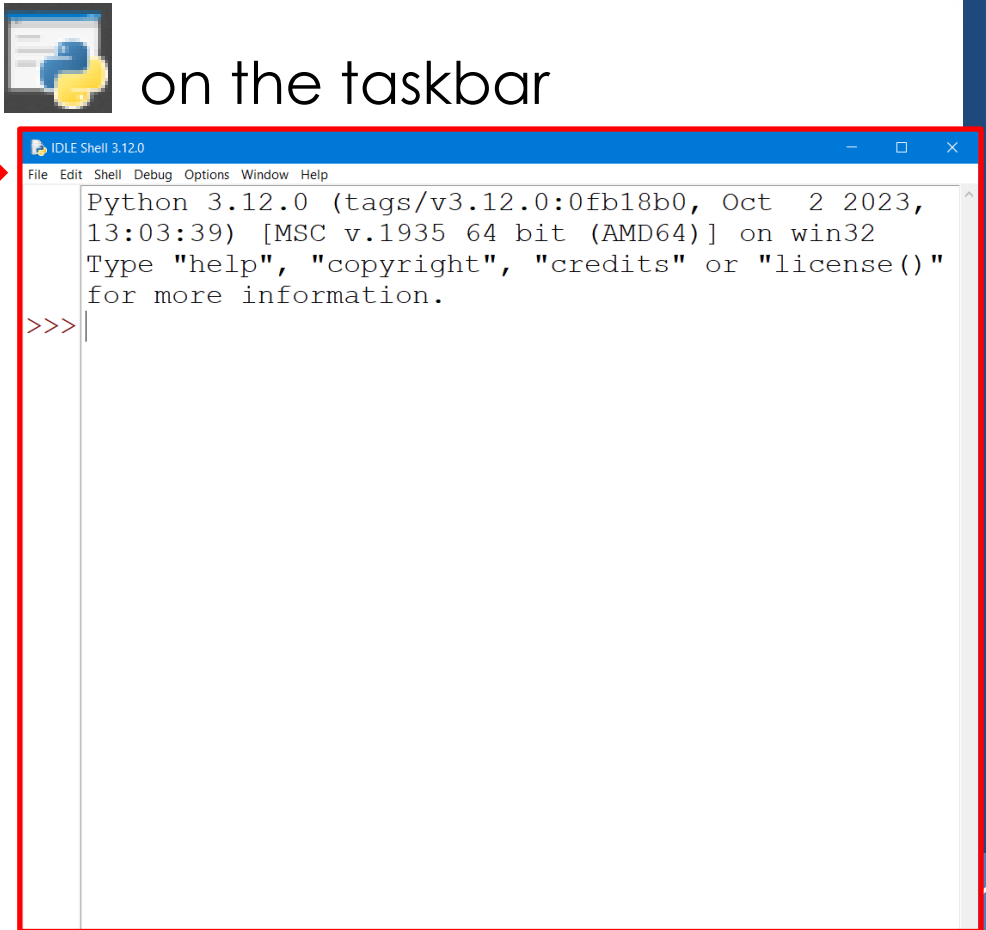 on the taskbar
IDLE Shell 3.12.0
File Edit Shell Debug Options Window Help
Python 3.12.0 (tags/v3.12.0:0fb18b0, Oct  2 2023,
13:03:39) [MSC v.1935 64 bit (AMD64)] on win32
Type "help", "copyright", "credits" or "license()"
for more information.
>>>